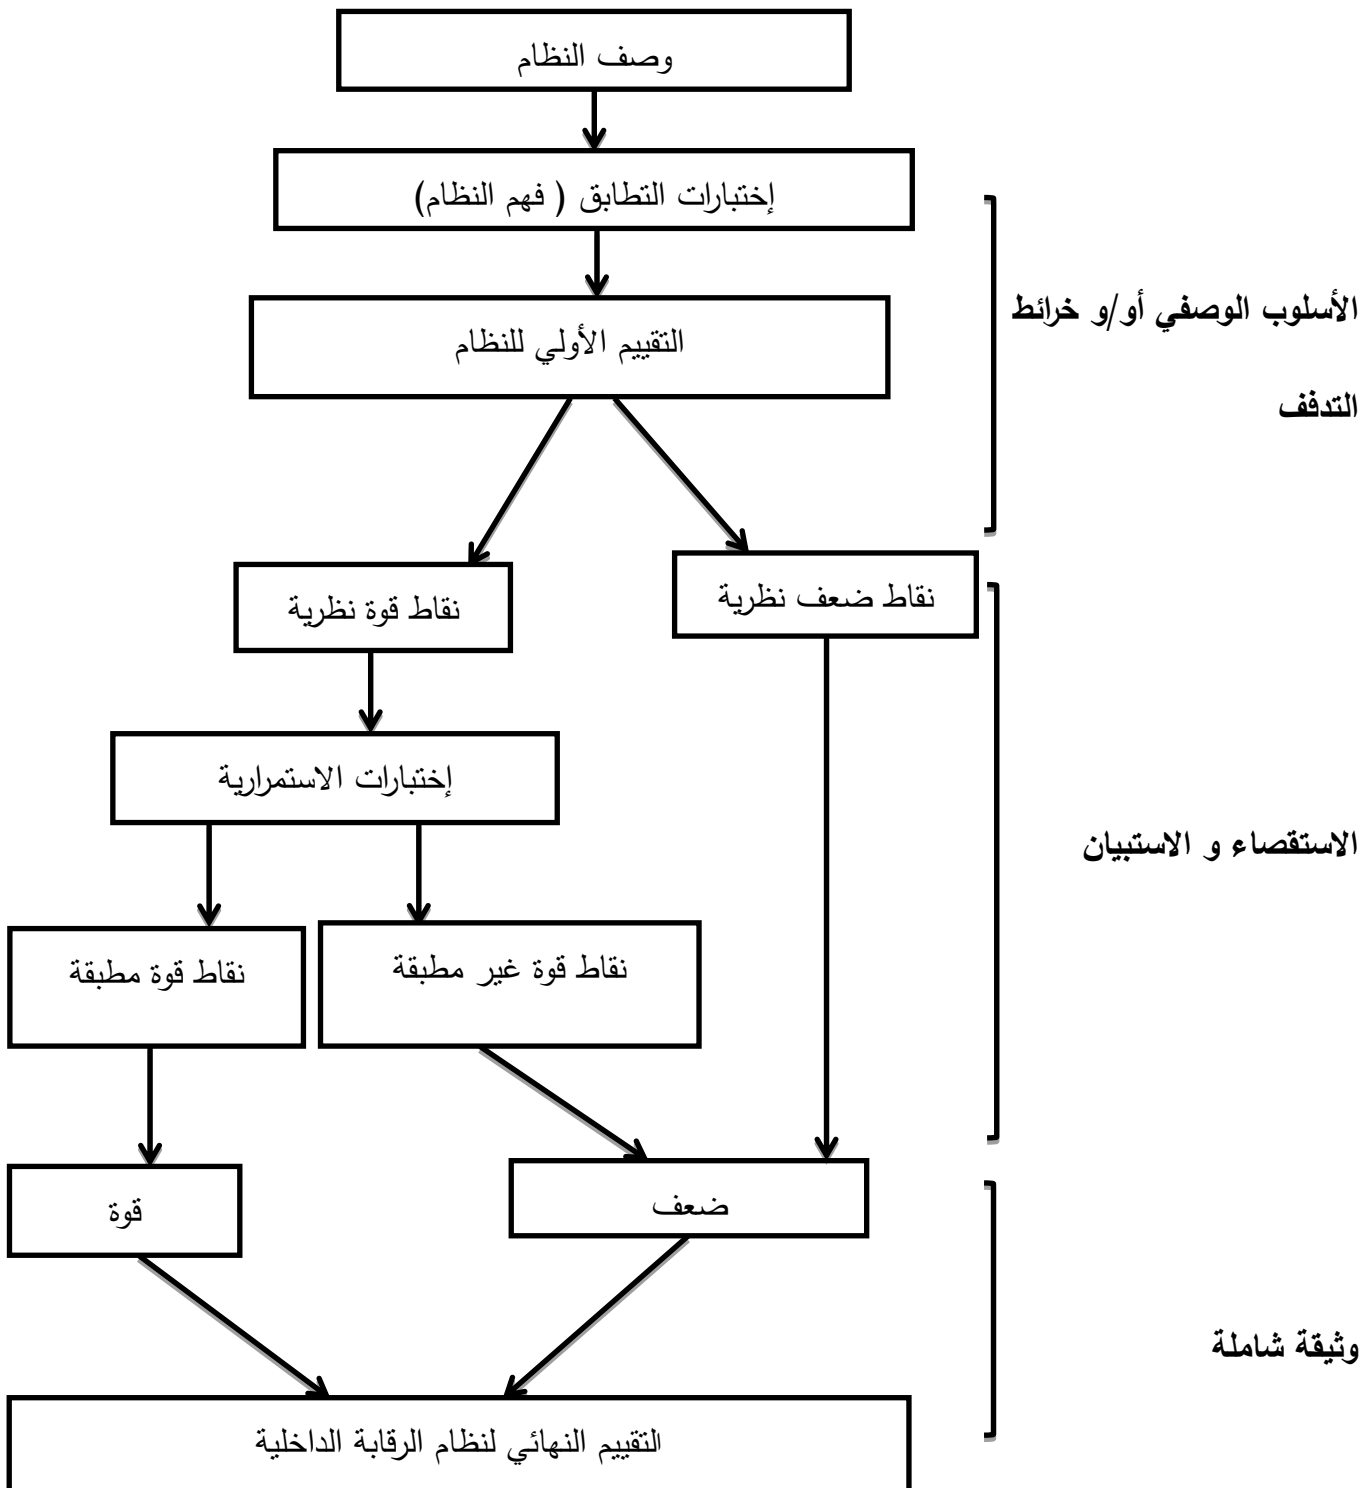 وصف النظام
إختبارات التطابق ( فهم النظام)
الأسلوب الوصفي أو/و خرائط
التقييم الأولي للنظام
التدفف
نقاط ضعف نظرية
نقاط قوة نظرية
إختبارات الاستمرارية
الاستقصاء و الاستبيان
نقاط قوة غير مطبقة
نقاط قوة مطبقة
ضعف
قوة
وثيقة شاملة
التقييم النهائي لنظام الرقابة الداخلية